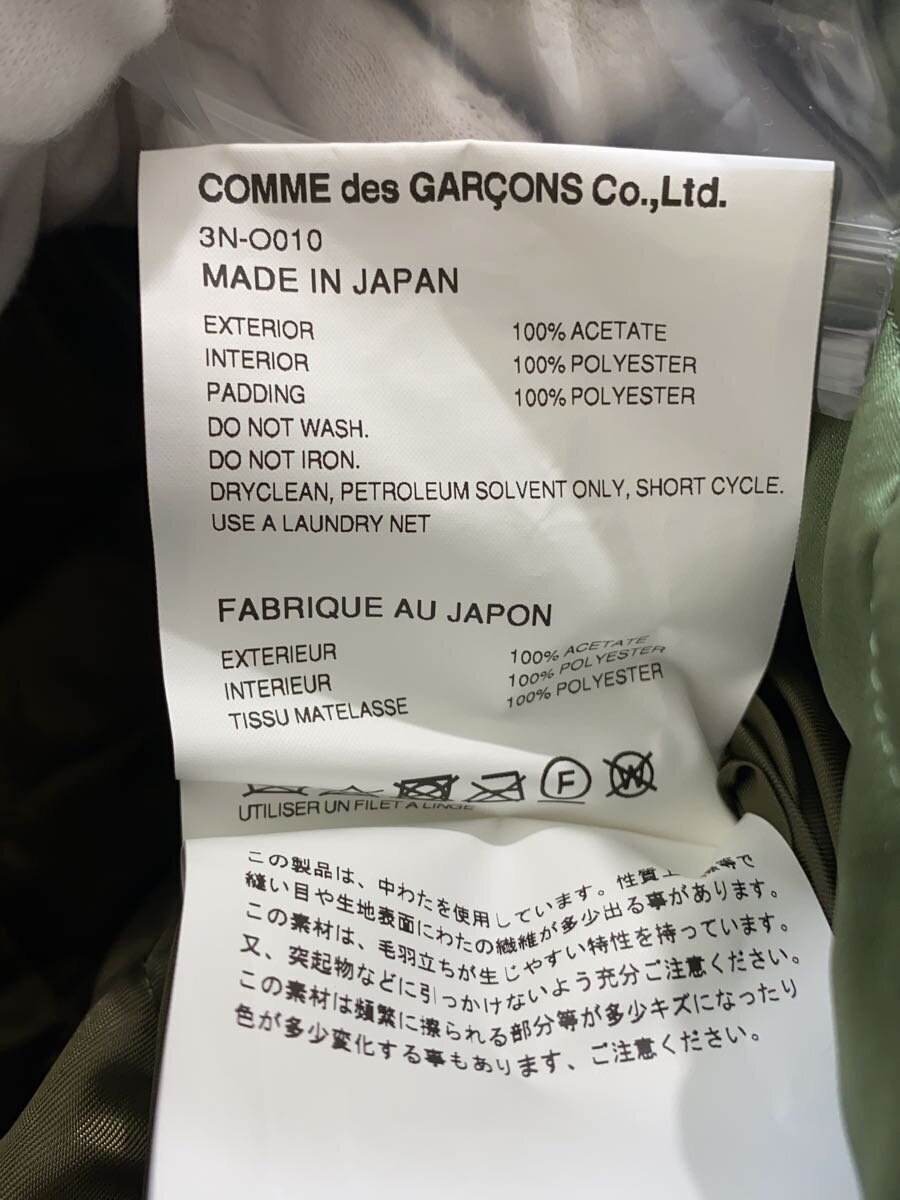 COMME des GARÇONS Co.,Ltd.
3N-O010
MADE IN JAPAN
EXTERIOR 100% ACETATE
INTERIOR 100% POLYESTER
PADDING 100% POLYESTER
DO NOT WASH.
DO NOT IRON.
DRYCLEAN, PETROLEUM SOLVENT ONLY, SHORT CYCLE.
USE A LAUNDRY NET
FABRIQUE AU JAPON
EXTERIEUR 100% ACETATE
INTERIEUR 100% POLYESTER
TISSU MATELASSE 100% POLYESTER
F W
UTILISER UN FILET A LINGE
この製品は、中わたを使用しています。性質上、等で
縫い目や生地表面にわたの繊維が多少出る事があります。
この素材は、毛羽立ちが生じやすい特性を持っています。
又、突起物などに引っかけないよう充分ご注意ください。
この素材は頻繁に擦られる部分等が多少キズになったり
色が多少変化する事もあります、ご注意ください。